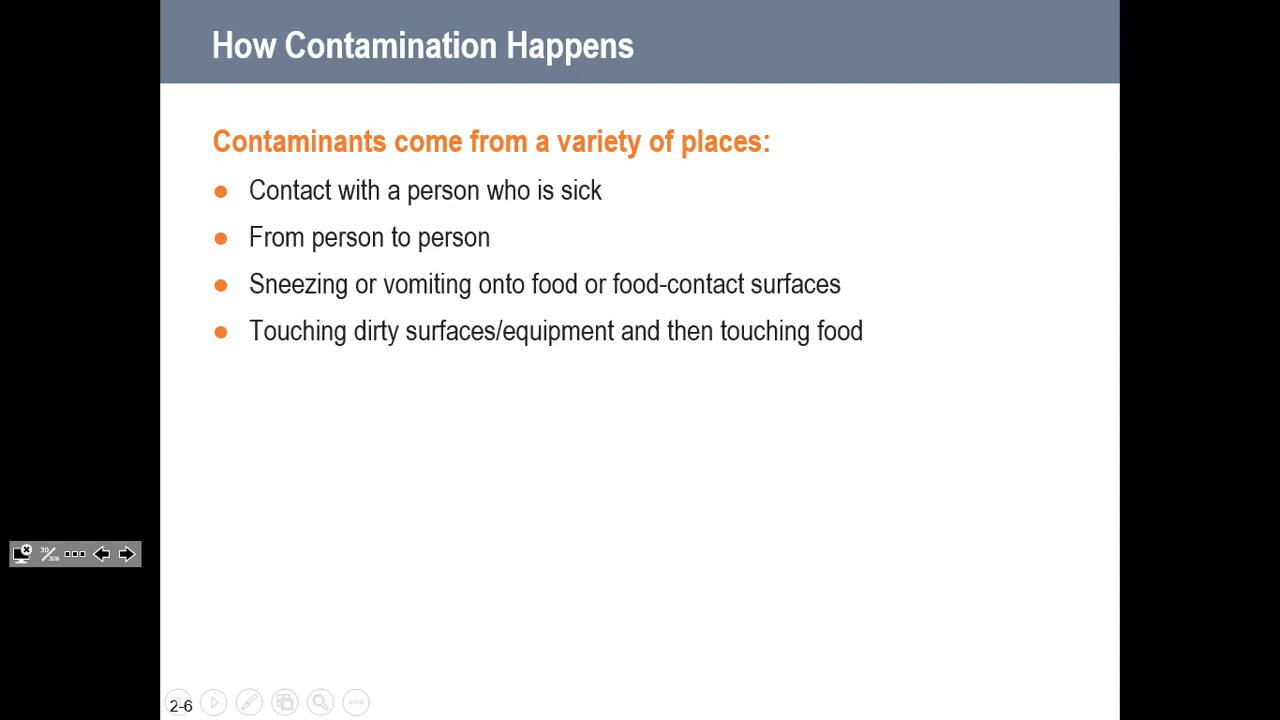 How Contamination Happens
Contaminants come from a variety of places:
Contact with a person who is sick
From person to person
Sneezing or vomiting onto food or food-contact surfaces
Touching dirty surfaces/equipment and then touching food
30/306
2-6